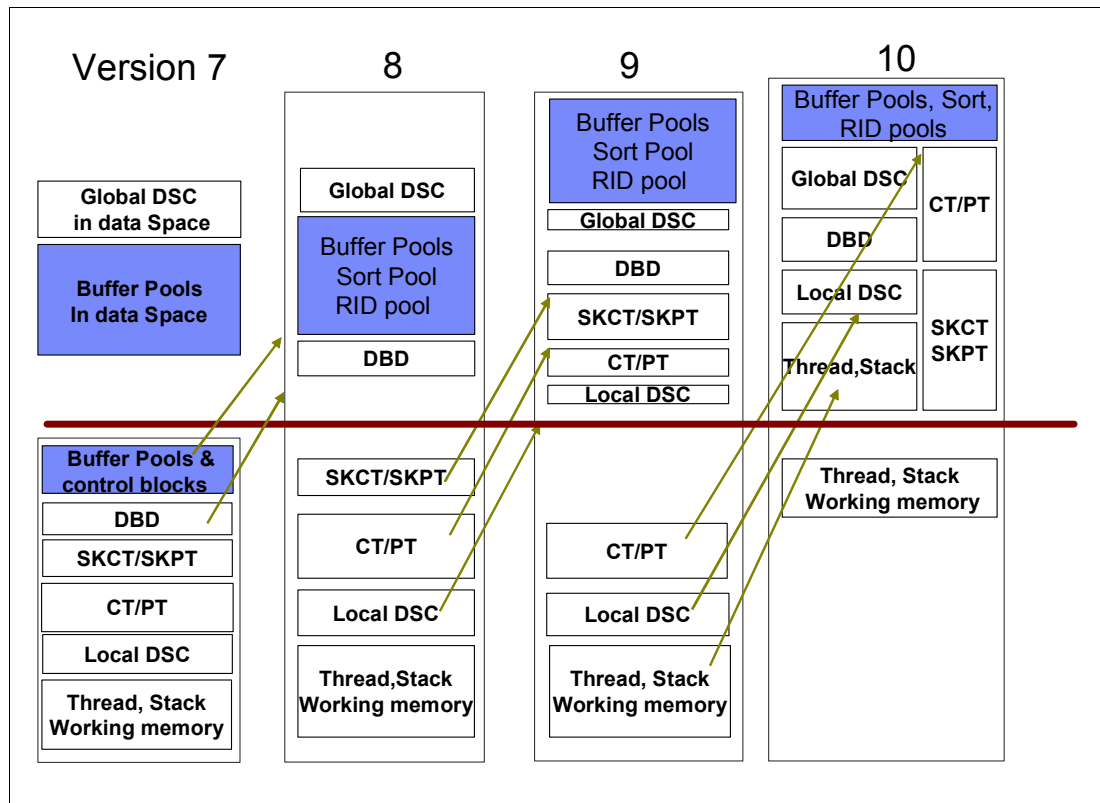 Version 7
Global DSC
in data Space
Buffer Pools
In data Space
Buffer Pools &
control blocks
DBD
SKCT/SKPT
CT/PT
Local DSC
Thread, Stack
Working memory
8
Global DSC
Buffer Pools
Sort Pool
RID pool
DBD
SKCT/SKPT
CT/PT
Local DSC
Thread,Stack
Working memory
9
Buffer Pools
Sort Pool
RID pool
Global DSC
DBD
SKCT/SKPT
CT/PT
Local DSC
CT/PT
Local DSC
Thread, Stack
Working memory
10
Buffer Pools, Sort,
RID pools
Global DSC
DBD
Local DSC
Thread,Stack
CT/PT
SKCT
SKPT
Thread, Stack
Working memory